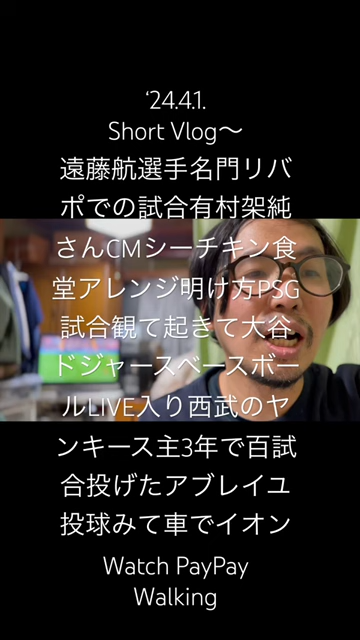 ‘24.4.1.
Short Vlog〜
遠藤航選手名門リバ
ポでの試合有村架純
さんCMシーチキン食
堂アレンジ明け方PSG
試合観て起きて大谷
ドジャースベースボー
ルLIVE入り西武のヤ
ンキース主3年で百試
合投げたアブレイユ
投球みて車でイオン
Watch PayPay
Walking